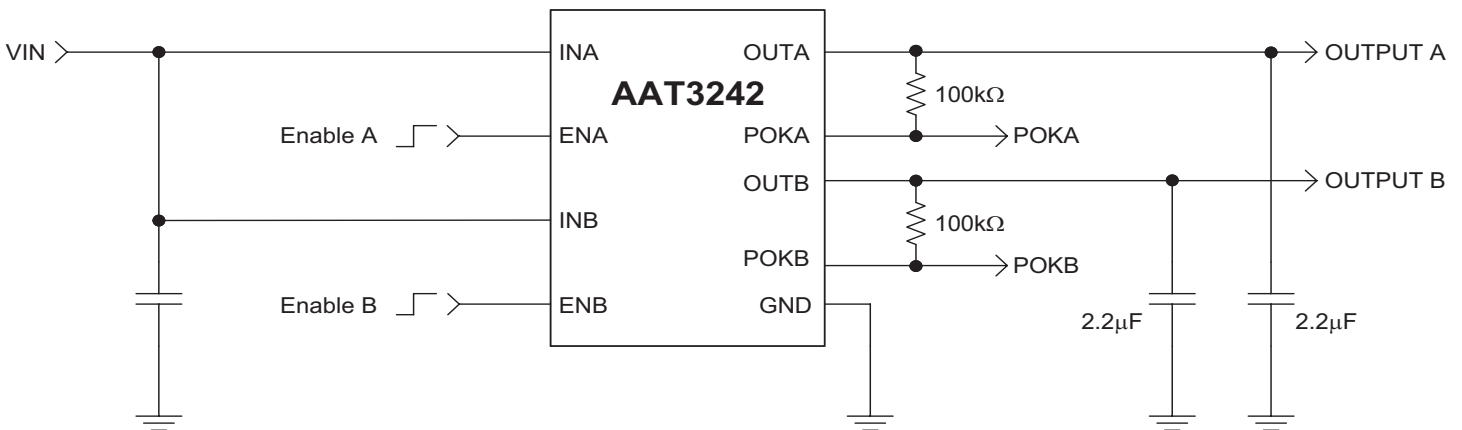 VIN
INA
OUTA
OUTPUT A
AAT3242
100kΩ
Enable A
ENA
POKA
POKA
OUTB
OUTPUT B
INB
100kΩ
POKB
POKB
Enable B
ENB
GND
2.2μF
2.2μF